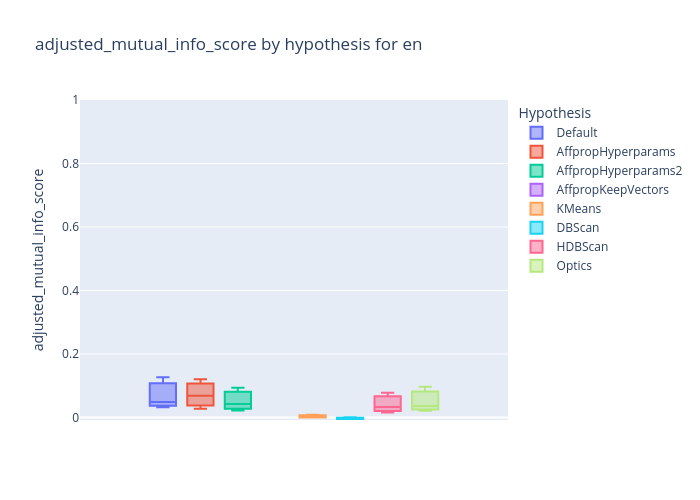 adjusted_mutual_info_score by hypothesis for en
adjusted_mutual_info_score
1
0.8
0.6
0.4
0.2
0
Hypothesis
Default
AffpropHyperparams
AffpropHyperparams2
AffpropKeepVectors
KMeans
DBScan
HDBScan
Optics